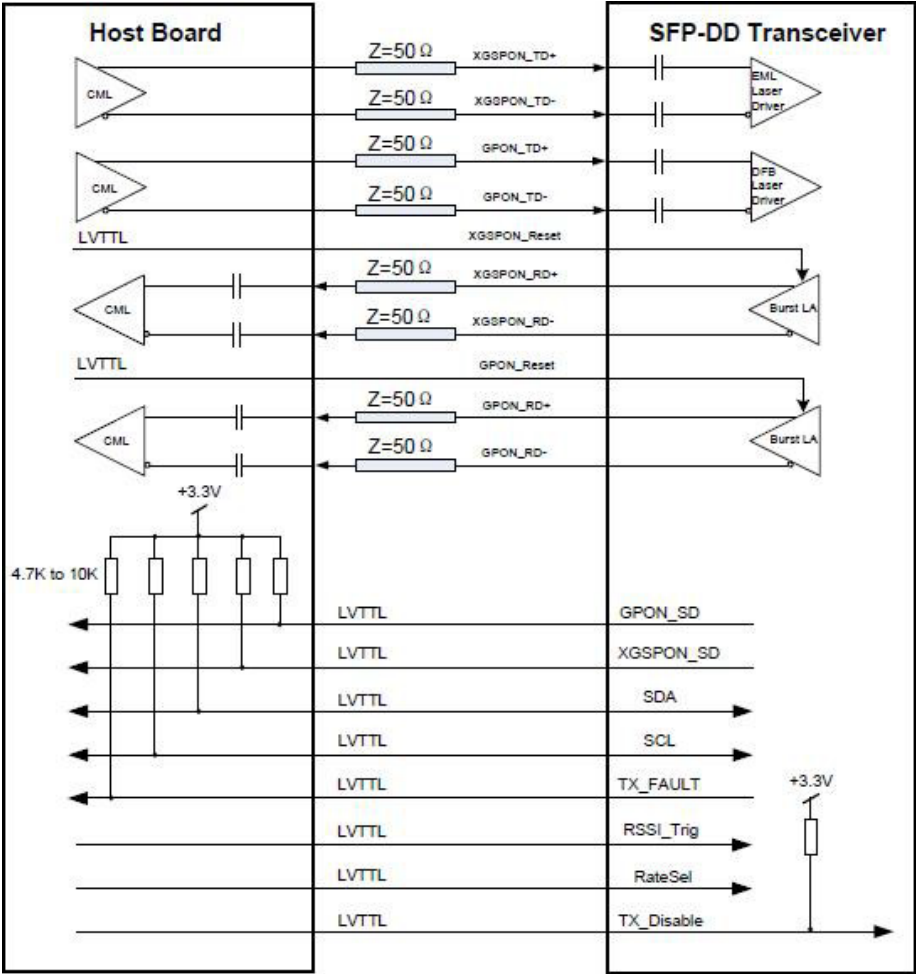 Host Board
SFP-DD Transceiver
Z=50 Ω
XGSPON_TD+
CML
EML
Laser
Driver
Z=50 Ω
XGSPON_TD-
Z=50 Ω
GPON_TD+
CML
DFB
Laser
Driver
Z=50 Ω
GPON_TD-
LVTTL
XGSPON_Reset
Z=50 Ω
XGSPON_RD+
CML
Burst LA
Z=50 Ω
XGSPON_RD-
LVTTL
GPON_Reset
Z=50 Ω
GPON_RD+
CML
Burst LA
Z=50 Ω
GPON_RD-
+3.3V
4.7K to 10K
LVTTL
GPON_SD
LVTTL
XGSPON_SD
LVTTL
SDA
LVTTL
SCL
LVTTL
TX_FAULT
+3.3V
LVTTL
RSSI_Trig
LVTTL
RateSel
LVTTL
TX_Disable